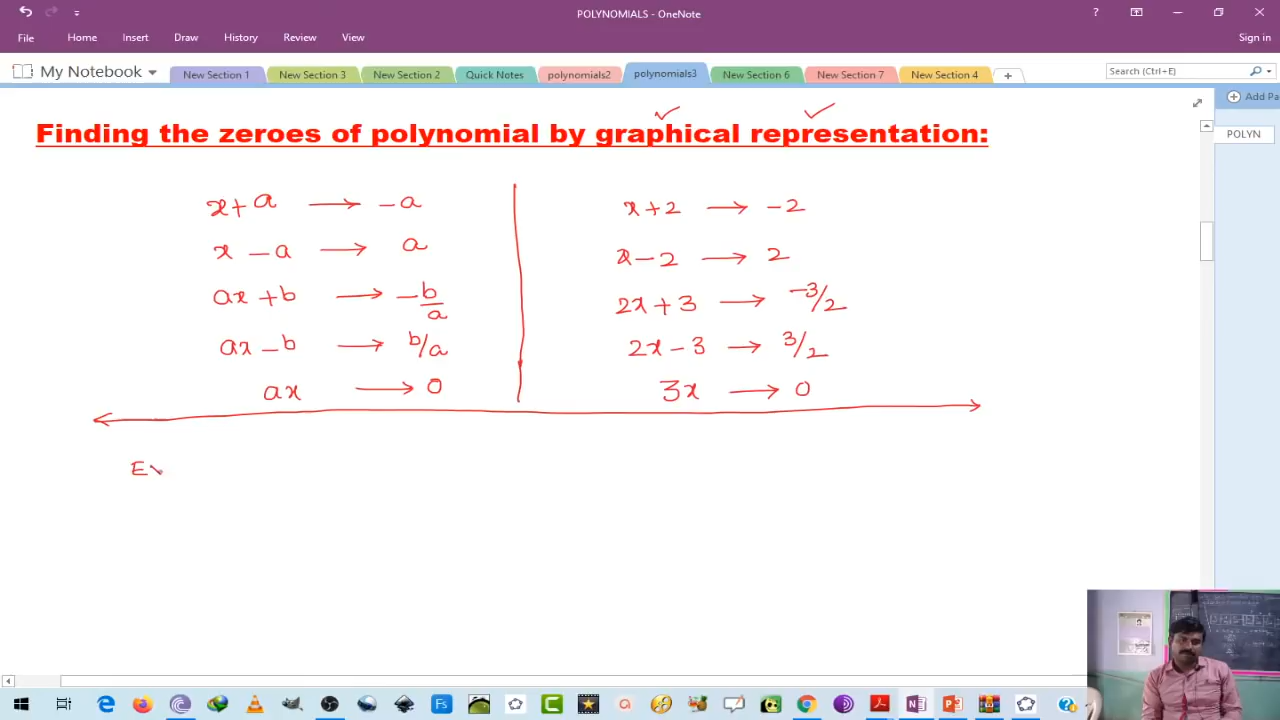 POLYNOMIALS - OneNote
File Home Insert Draw History Review View Sign in
My Notebook New Section 1 New Section 3 New Section 2 Quick Notes polynomials2 polynomials3 New Section 6 New Section 7 New Section 4 Search (Ctrl+E)
Add Pa
POLYN
Finding the zeroes of polynomial by graphical representation:
x+a → -a
x-a → a
ax+b → -b/a
ax-b → b/a
ax → 0
x+2 → -2
x-2 → 2
2x+3 → -3/2
2x-3 → 3/2
3x → 0